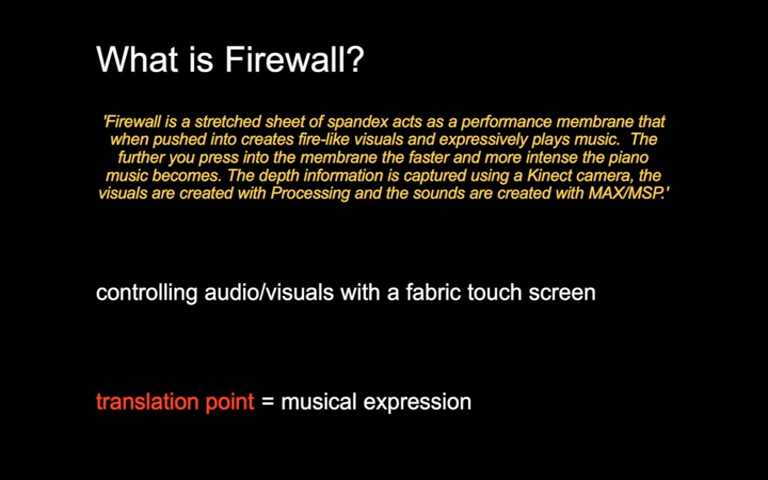 What is Firewall?
'Firewall is a stretched sheet of spandex acts as a performance membrane that
when pushed into creates fire-like visuals and expressively plays music.  The
further you press into the membrane the faster and more intense the piano
music becomes. The depth information is captured using a Kinect camera, the
visuals are created with Processing and the sounds are created with MAX/MSP.'
controlling audio/visuals with a fabric touch screen
translation point = musical expression